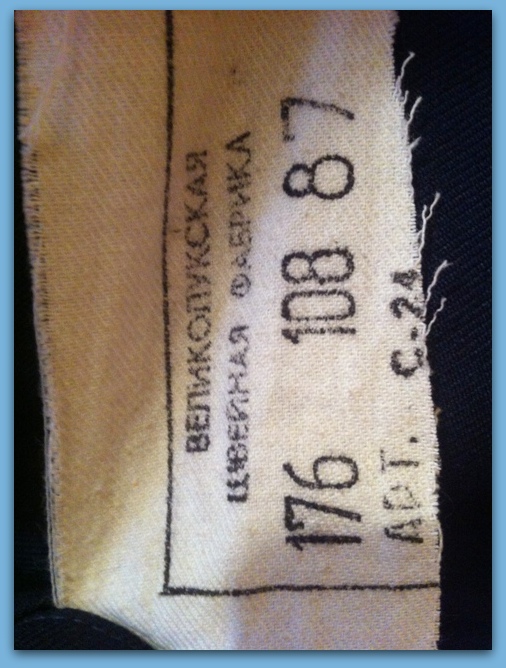 ВЕЛИКОЛУКСКАЯ
ШВЕЙНАЯ ФАБРИКА
176 108 87
АРТ. С-24